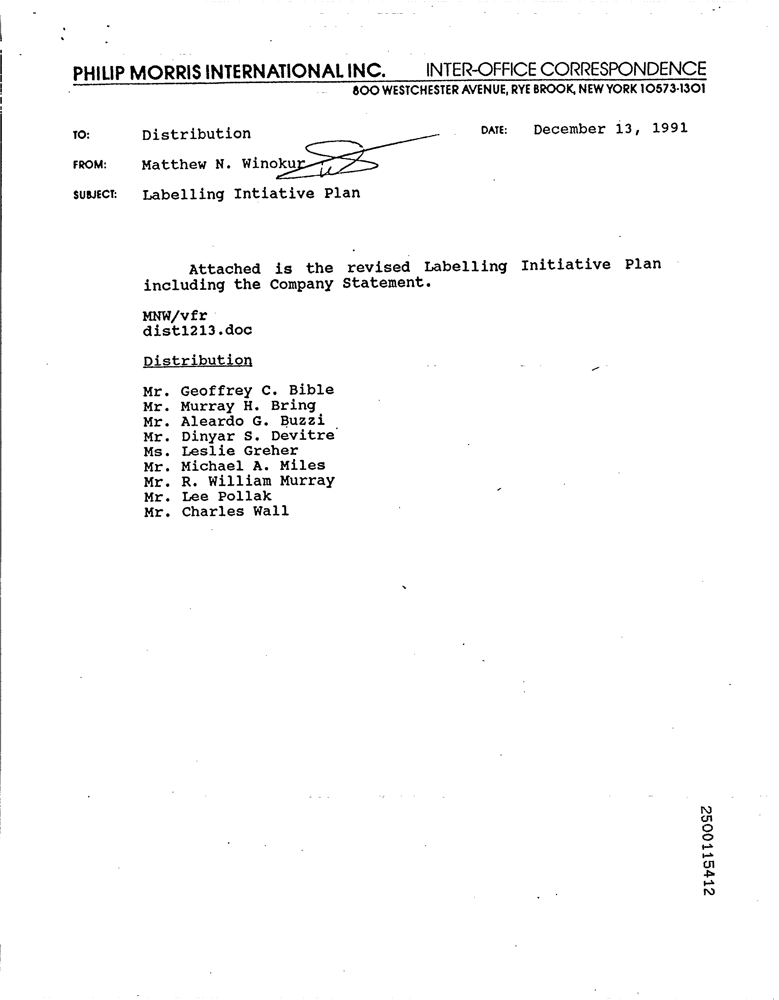 PHILIP MORRIS INTERNATIONAL INC. INTER-OFFICE CORRESPONDENCE
800 WESTCHESTER AVENUE, RYE BROOK, NEW YORK 10573-1301
TO: Distribution DATE: December 13, 1991
FROM: Matthew N. Winokur
SUBJECT: Labelling Intiative Plan
Attached is the revised Labelling Initiative Plan
including the Company Statement.
MNW/vfr
dist1213.doc
Distribution
Mr. Geoffrey C. Bible
Mr. Murray H. Bring
Mr. Aleardo G. Buzzi
Mr. Dinyar S. Devitre
Ms. Leslie Greher
Mr. Michael A. Miles
Mr. R. William Murray
Mr. Lee Pollak
Mr. Charles Wall
2500115412